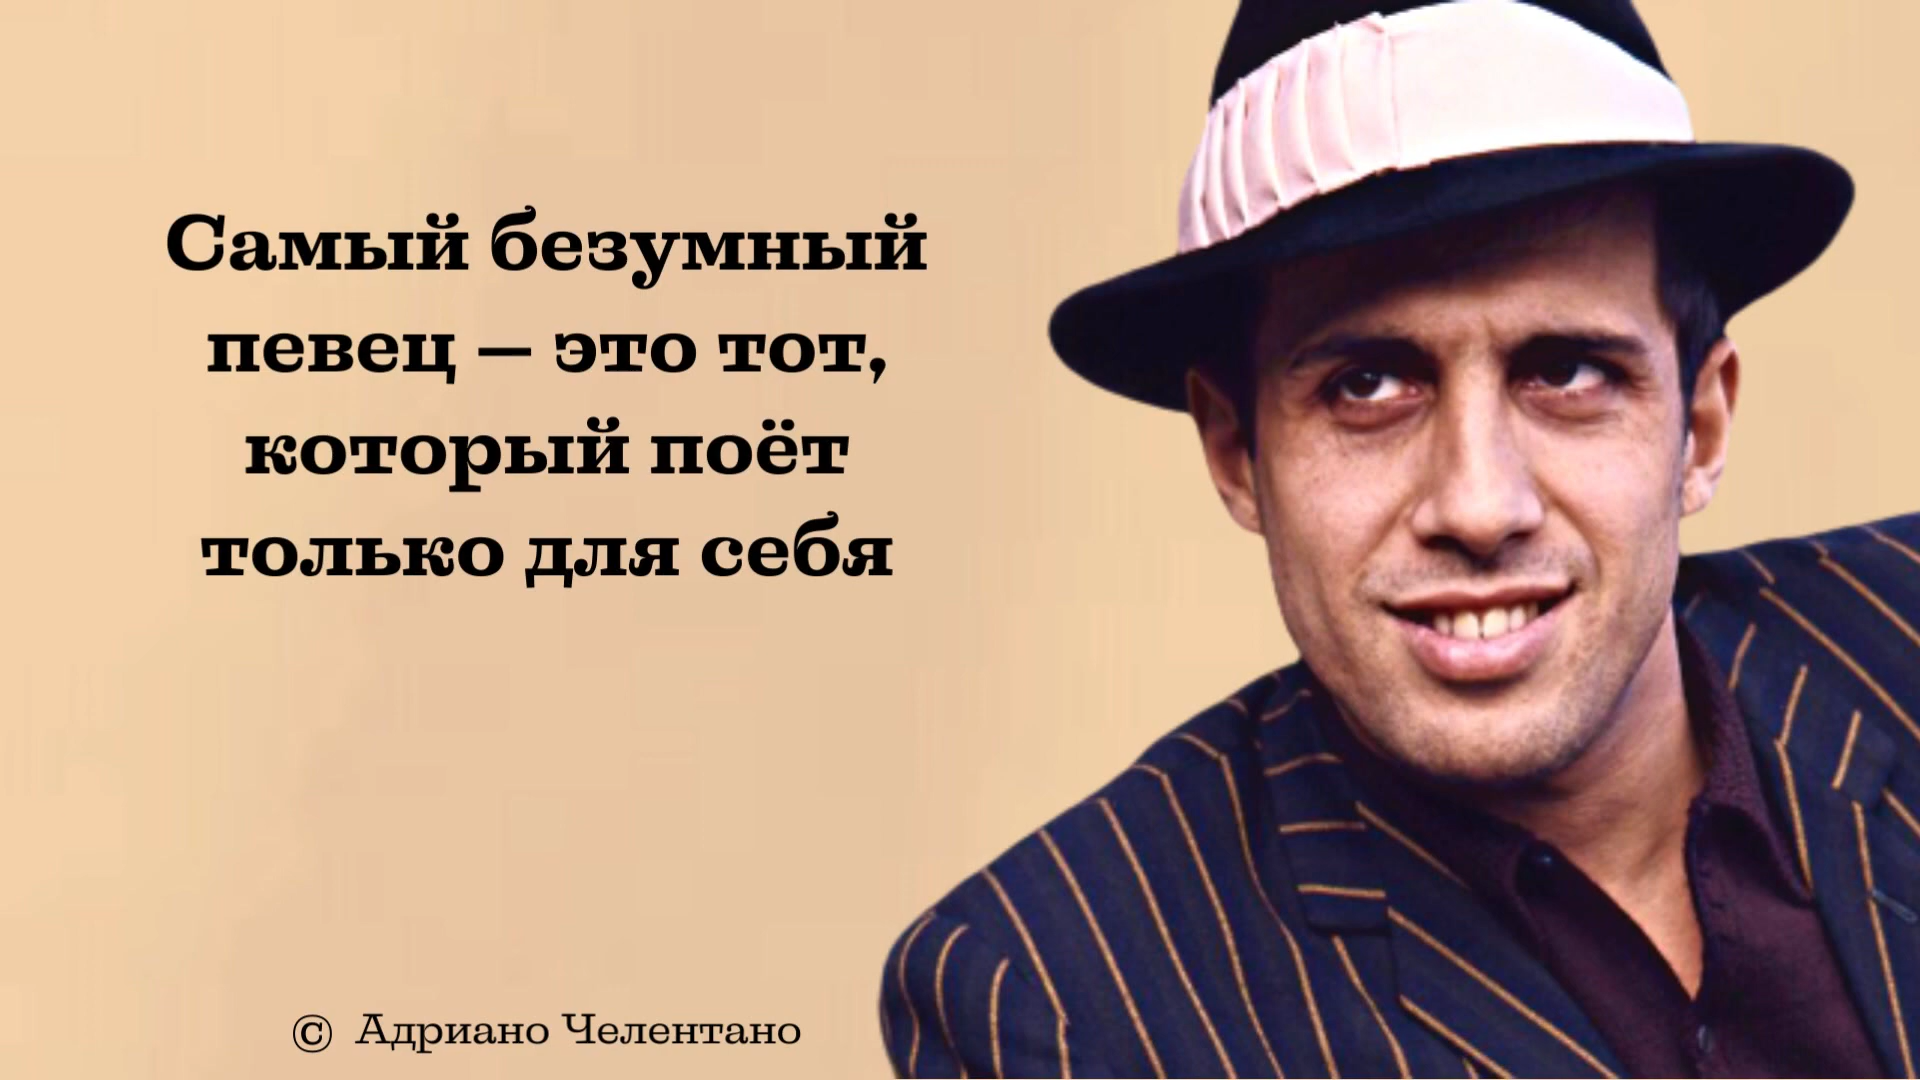 Самый безумный
певец — это тот,
который поёт
только для себя
© Адриано Челентано